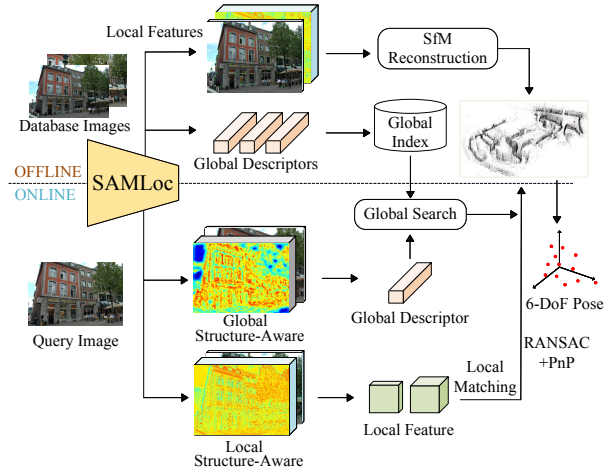 Local Features
SfM
Reconstruction
Database Images
Global Descriptors
Global
Index
OFFLINE
ONLINE
SAMLoc
Global Search
6-DoF Pose
Query Image
Global
Structure-Aware
Global Descriptor
RANSAC
+PnP
Local
Matching
Local Feature
Local
Structure-Aware